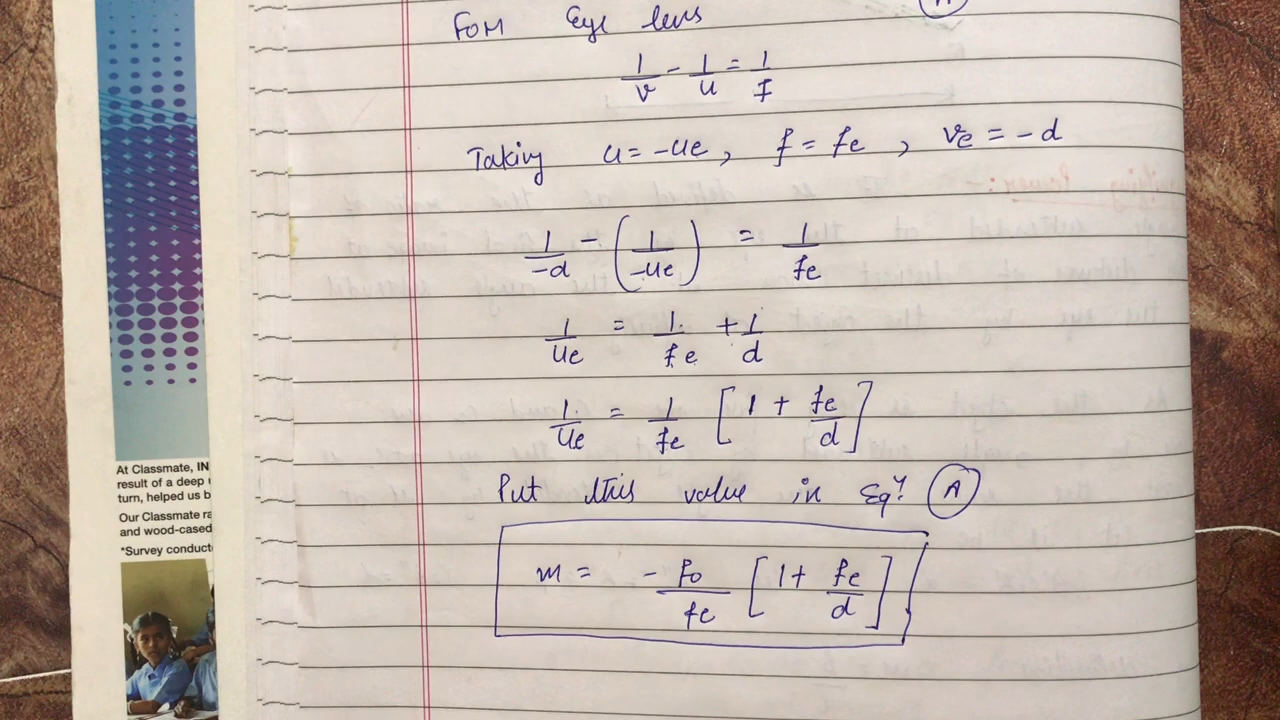 Fom Eye lens
A
1/v - 1/u = 1/f
Taking u = -ue, f = fe, ve = -d
1/-d - (1/-ue) = 1/fe
1/ue = 1/fe + 1/d
1/ue = 1/fe [1 + fe/d]
Put this value in Eqⁿ. A
m = - fo/fe [1 + fe/d]
At Classmate, IN
result of a deep
turn, helped us b
Our Classmate ra
and wood-cased
*Survey conduct